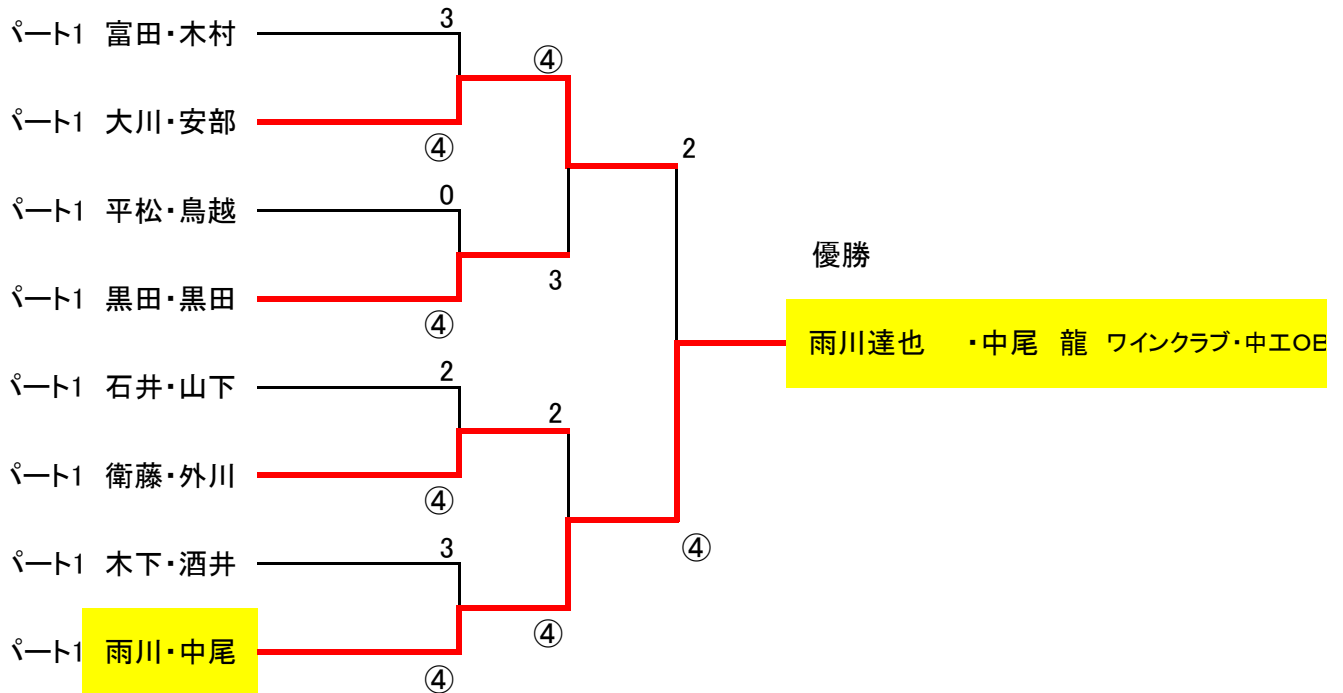 パート1 富田・木村 3
④
パート1 大川・安部 ④
2
パート1 平松・鳥越 0
優勝
パート1 黒田・黒田 3
④
雨川達也 ・中尾 龍 ワインクラブ・中工OB
パート1 石井・山下 2
2
パート1 衛藤・外川 ④
④
パート1 木下・酒井 3
④
パート1 雨川・中尾 ④